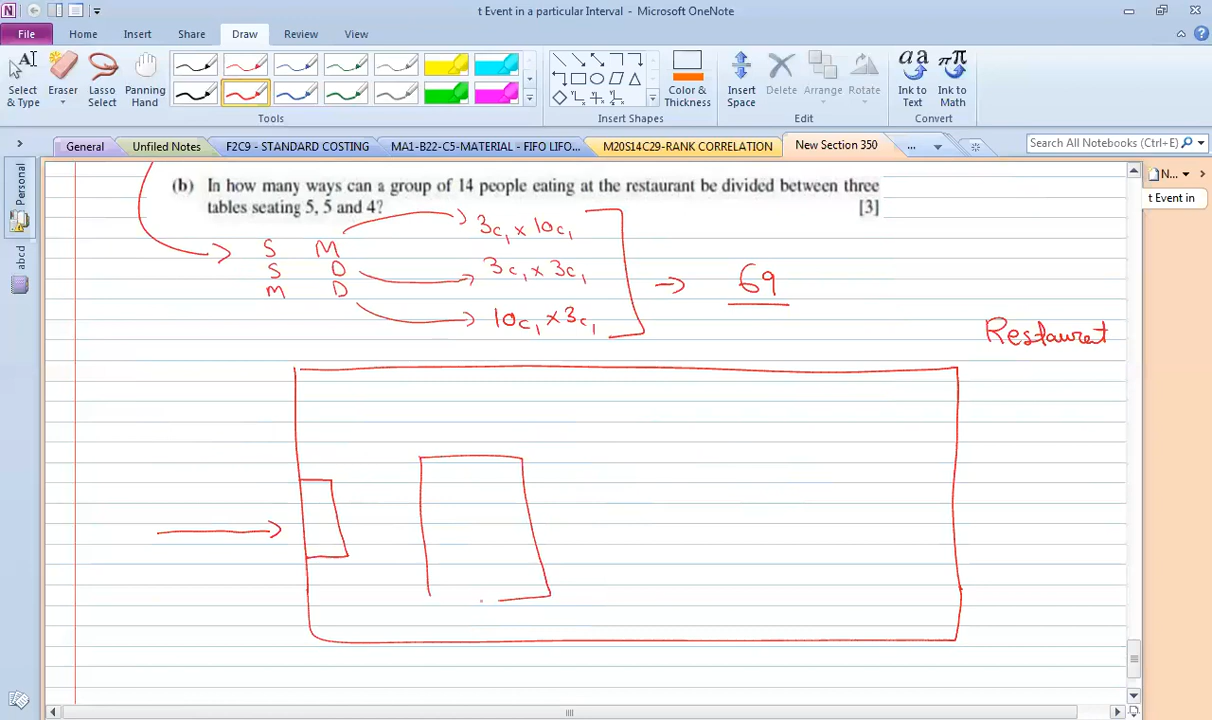 t Event in a particular Interval - Microsoft OneNote
File Home Insert Share Draw Review View
Select & Type
Eraser
Lasso Select
Panning Hand
Color & Thickness
Insert Space
Delete
Arrange
Rotate
Ink to Text
Ink to Math
Tools
Insert Shapes
Edit
Convert
General
Unfiled Notes
F2C9 - STANDARD COSTING
MA1-B22-C5-MATERIAL - FIFO LIFO...
M20S14C29-RANK CORRELATION
New Section 350
...
Search All Notebooks (Ctrl+E)
N...
t Event in
Personal
abcd
(b) In how many ways can a group of 14 people eating at the restaurant be divided between three
tables seating 5, 5 and 4? [3]
S M 3c₁ x 10c₁
S D 3c₁ x 3c₁
M D 10c₁ x 3c₁
69
Restaurent